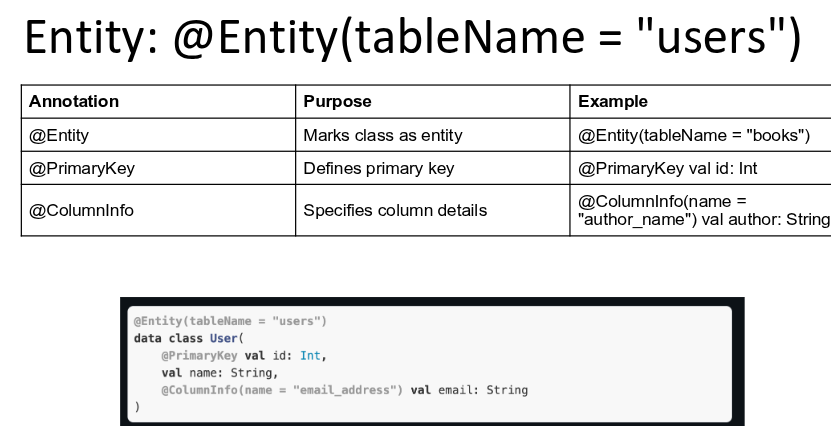 Entity: @Entity(tableName = "users")
Annotation Purpose Example
@Entity Marks class as entity @Entity(tableName = "books")
@PrimaryKey Defines primary key @PrimaryKey val id: Int
@ColumnInfo Specifies column details @ColumnInfo(name =
"author_name") val author: String
@Entity(tableName = "users")
data class User(
    @PrimaryKey val id: Int,
    val name: String,
    @ColumnInfo(name = "email_address") val email: String
)